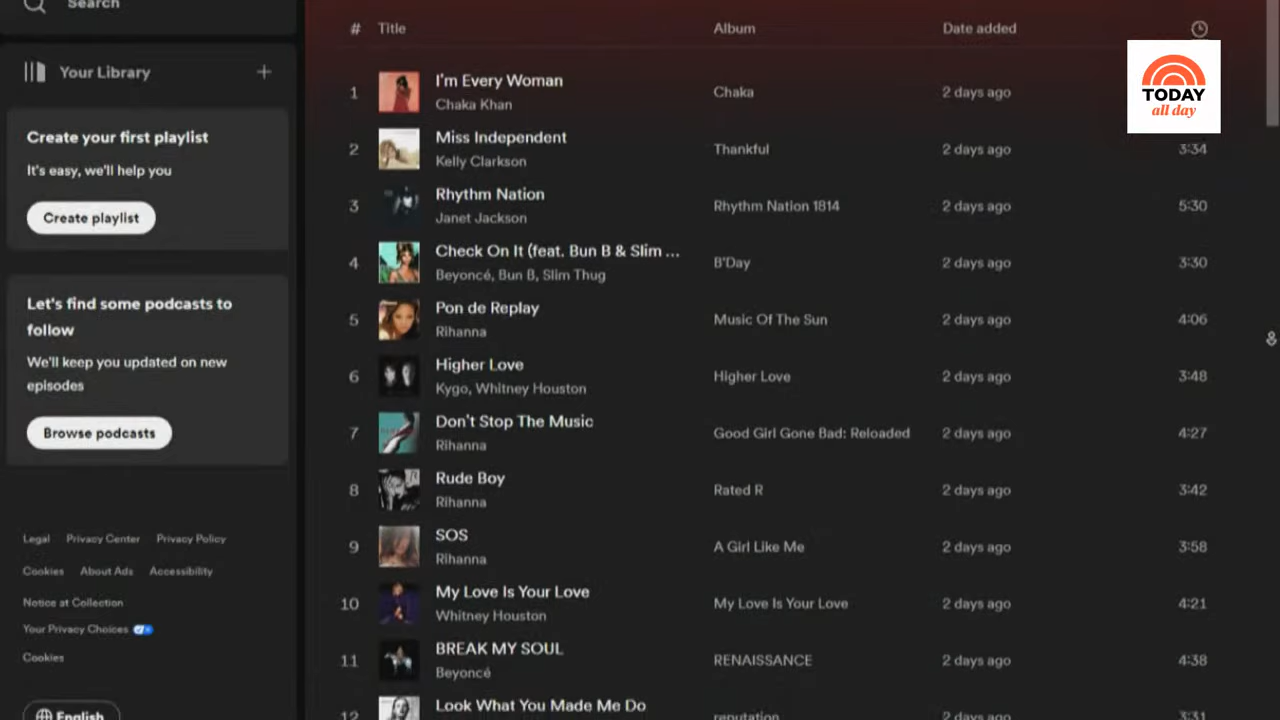 Search
Your Library
Create your first playlist
It's easy, we'll help you
Create playlist
Let's find some podcasts to
follow
We'll keep you updated on new
episodes
Browse podcasts
Legal Privacy Center Privacy Policy
Cookies About Ads Accessibility
Notice at Collection
Your Privacy Choices
Cookies
English
# Title Album Date added
1 I'm Every Woman Chaka 2 days ago
Chaka Khan
2 Miss Independent Thankful 2 days ago 3:34
Kelly Clarkson
3 Rhythm Nation Rhythm Nation 1814 2 days ago 5:30
Janet Jackson
4 Check On It (feat. Bun B & Slim ... B'Day 2 days ago 3:30
Beyoncé, Bun B, Slim Thug
5 Pon de Replay Music Of The Sun 2 days ago 4:06
Rihanna
6 Higher Love Higher Love 2 days ago 3:48
Kygo, Whitney Houston
7 Don't Stop The Music Good Girl Gone Bad: Reloaded 2 days ago 4:27
Rihanna
8 Rude Boy Rated R 2 days ago 3:42
Rihanna
9 SOS A Girl Like Me 2 days ago 3:58
Rihanna
10 My Love Is Your Love My Love Is Your Love 2 days ago 4:21
Whitney Houston
11 BREAK MY SOUL RENAISSANCE 2 days ago 4:38
Beyoncé
12 Look What You Made Me Do reputation 2 days ago 3:31
TODAY
all day